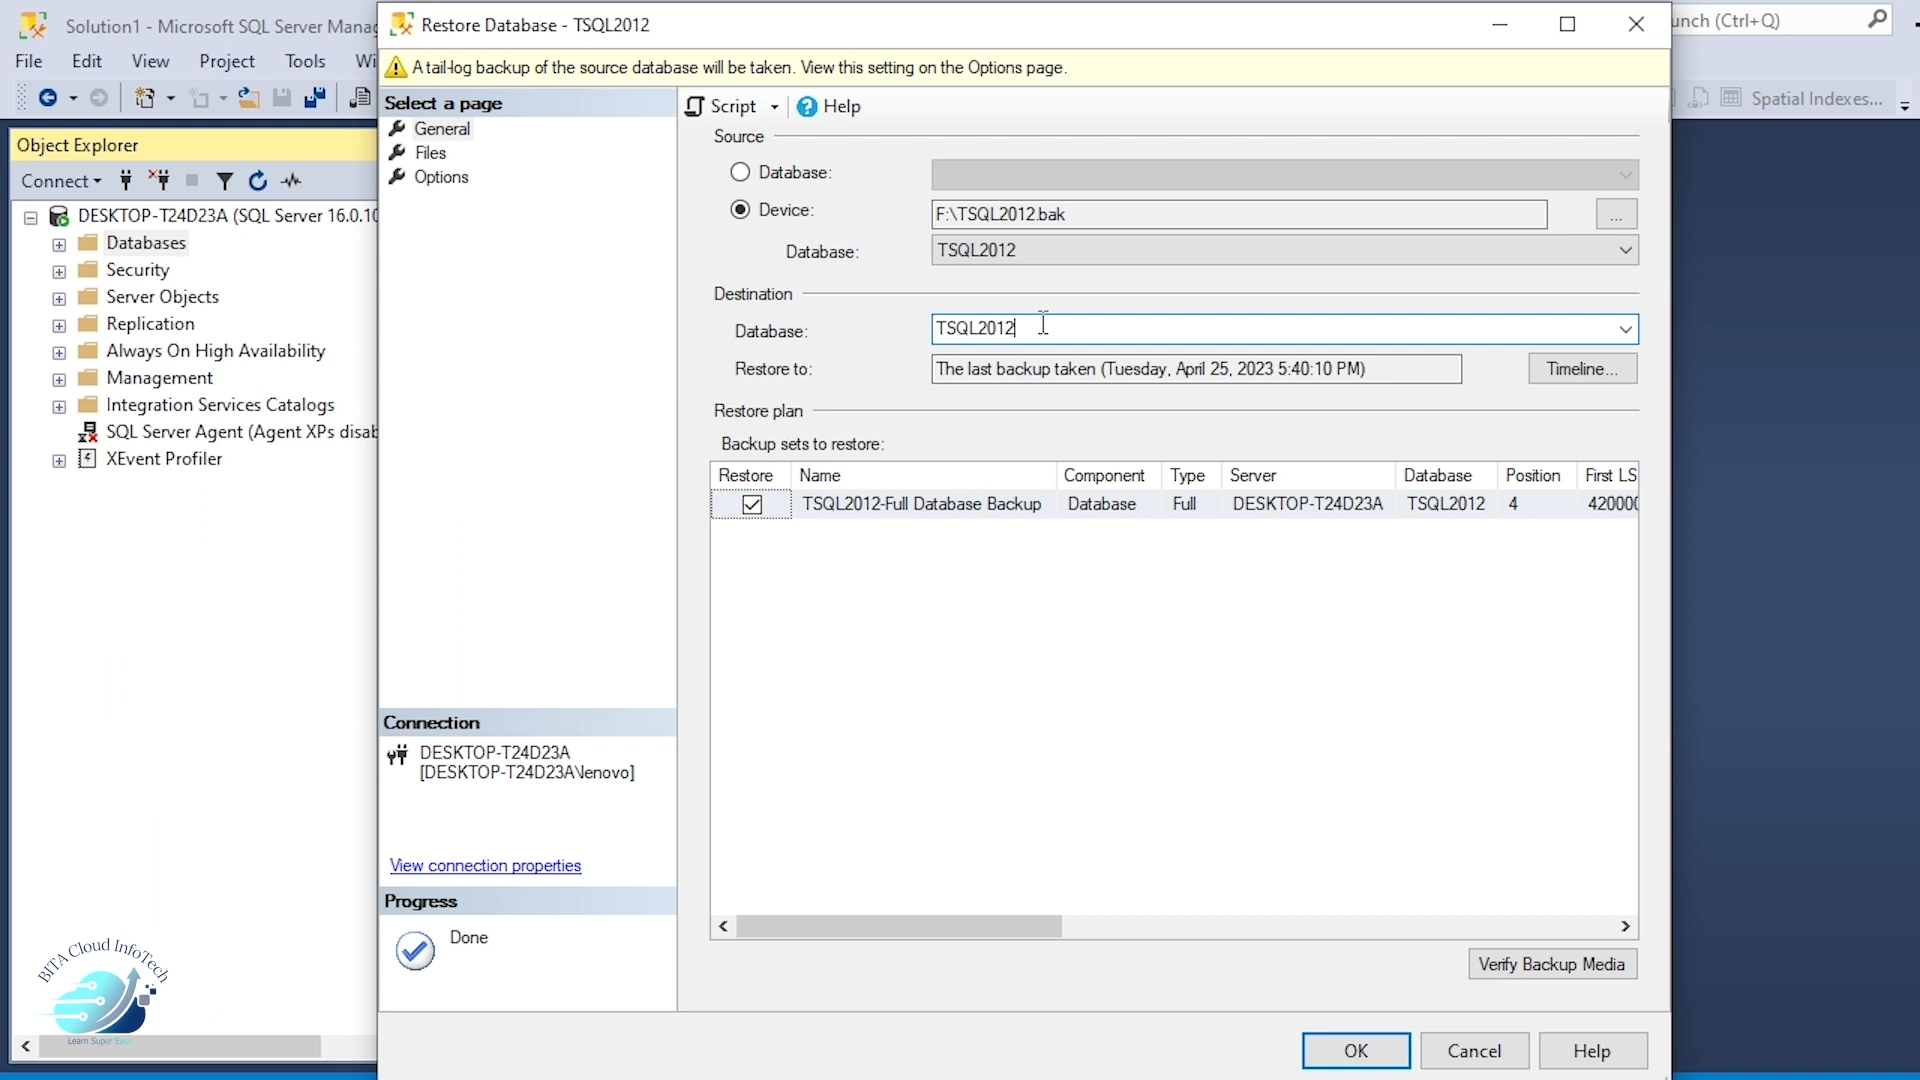 Solution1 - Microsoft SQL Server Manag
File Edit View Project Tools Wi
Object Explorer
Connect
DESKTOP-T24D23A (SQL Server 16.0.10
Databases
Security
Server Objects
Replication
Always On High Availability
Management
Integration Services Catalogs
SQL Server Agent (Agent XPs disab
XEvent Profiler
BITA Cloud InfoTech
Learn Super Easy
Restore Database - TSQL2012
A tail-log backup of the source database will be taken. View this setting on the Options page.
Select a page
General
Files
Options
Connection
DESKTOP-T24D23A
[DESKTOP-T24D23A\lenovo]
View connection properties
Progress
Done
Script Help
Source
Database:
Device: F:\TSQL2012.bak ...
Database: TSQL2012
Destination
Database: TSQL2012
Restore to: The last backup taken (Tuesday, April 25, 2023 5:40:10 PM) Timeline...
Restore plan
Backup sets to restore:
Restore Name Component Type Server Database Position First LS
TSQL2012-Full Database Backup Database Full DESKTOP-T24D23A TSQL2012 4 420000
Verify Backup Media
OK Cancel Help
unch (Ctrl+Q)
Spatial Indexes...